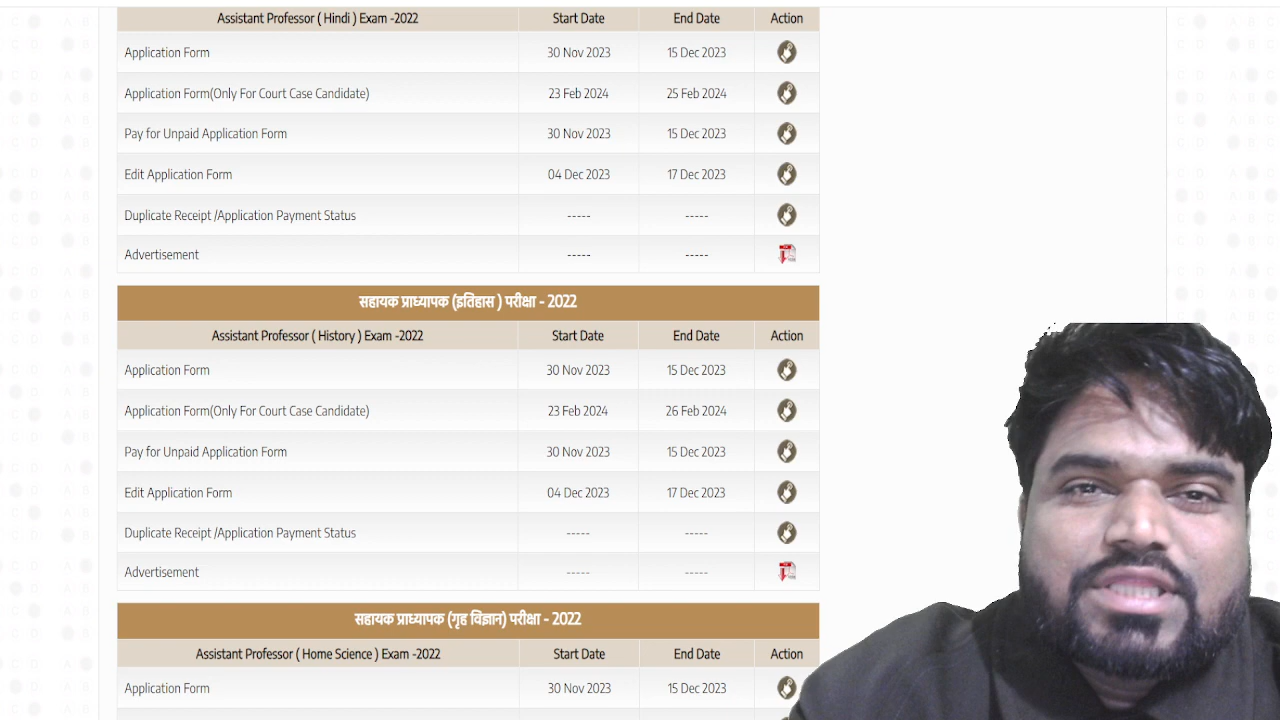 Assistant Professor ( Hindi ) Exam -2022 Start Date End Date Action
Application Form 30 Nov 2023 15 Dec 2023
Application Form(Only For Court Case Candidate) 23 Feb 2024 25 Feb 2024
Pay for Unpaid Application Form 30 Nov 2023 15 Dec 2023
Edit Application Form 04 Dec 2023 17 Dec 2023
Duplicate Receipt /Application Payment Status ----- -----
Advertisement ----- -----
सहायक प्राध्यापक (इतिहास ) परीक्षा - 2022
Assistant Professor ( History ) Exam -2022 Start Date End Date Action
Application Form 30 Nov 2023 15 Dec 2023
Application Form(Only For Court Case Candidate) 23 Feb 2024 26 Feb 2024
Pay for Unpaid Application Form 30 Nov 2023 15 Dec 2023
Edit Application Form 04 Dec 2023 17 Dec 2023
Duplicate Receipt /Application Payment Status ----- -----
Advertisement ----- -----
सहायक प्राध्यापक (गृह विज्ञान) परीक्षा - 2022
Assistant Professor ( Home Science ) Exam -2022 Start Date End Date Action
Application Form 30 Nov 2023 15 Dec 2023